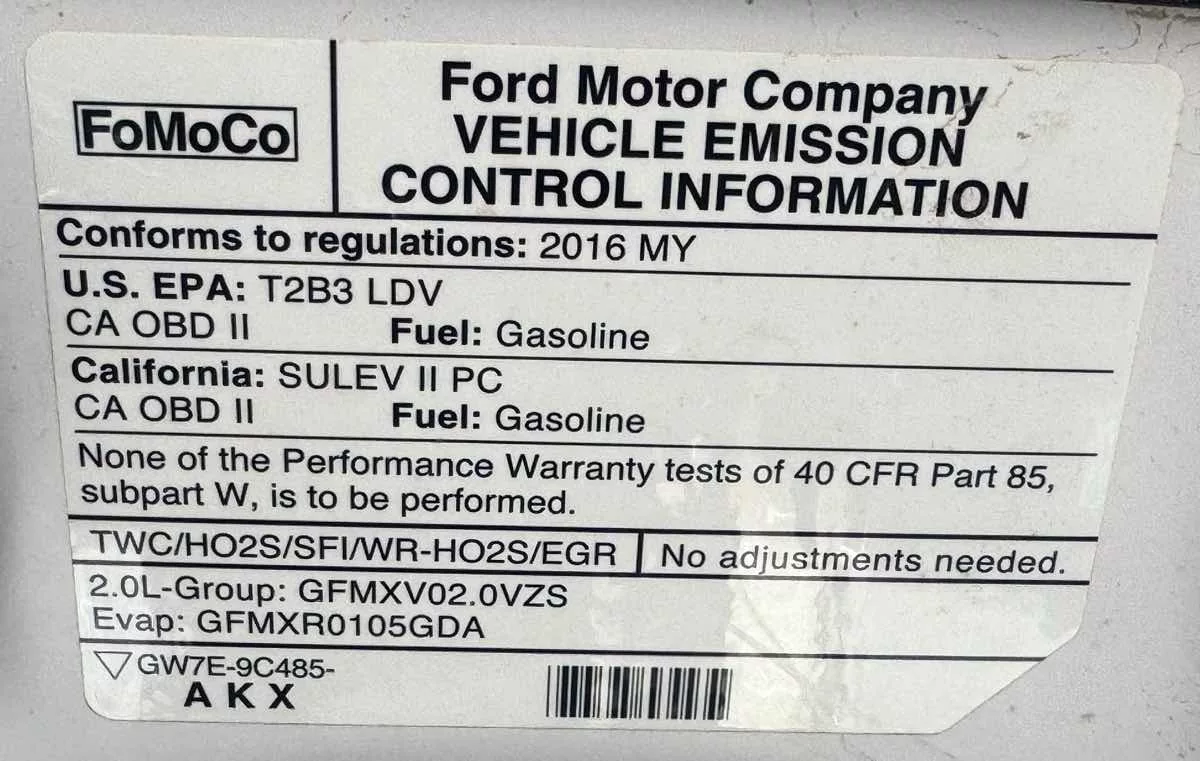 FoMoCo
Ford Motor Company
VEHICLE EMISSION
CONTROL INFORMATION
Conforms to regulations: 2016 MY
U.S. EPA: T2B3 LDV
CA OBD II Fuel: Gasoline
California: SULEV II PC
CA OBD II Fuel: Gasoline
None of the Performance Warranty tests of 40 CFR Part 85,
subpart W, is to be performed.
TWC/HO2S/SFI/WR-HO2S/EGR No adjustments needed.
2.0L-Group: GFMXV02.0VZS
Evap: GFMXR0105GDA
GW7E-9C485-
A K X